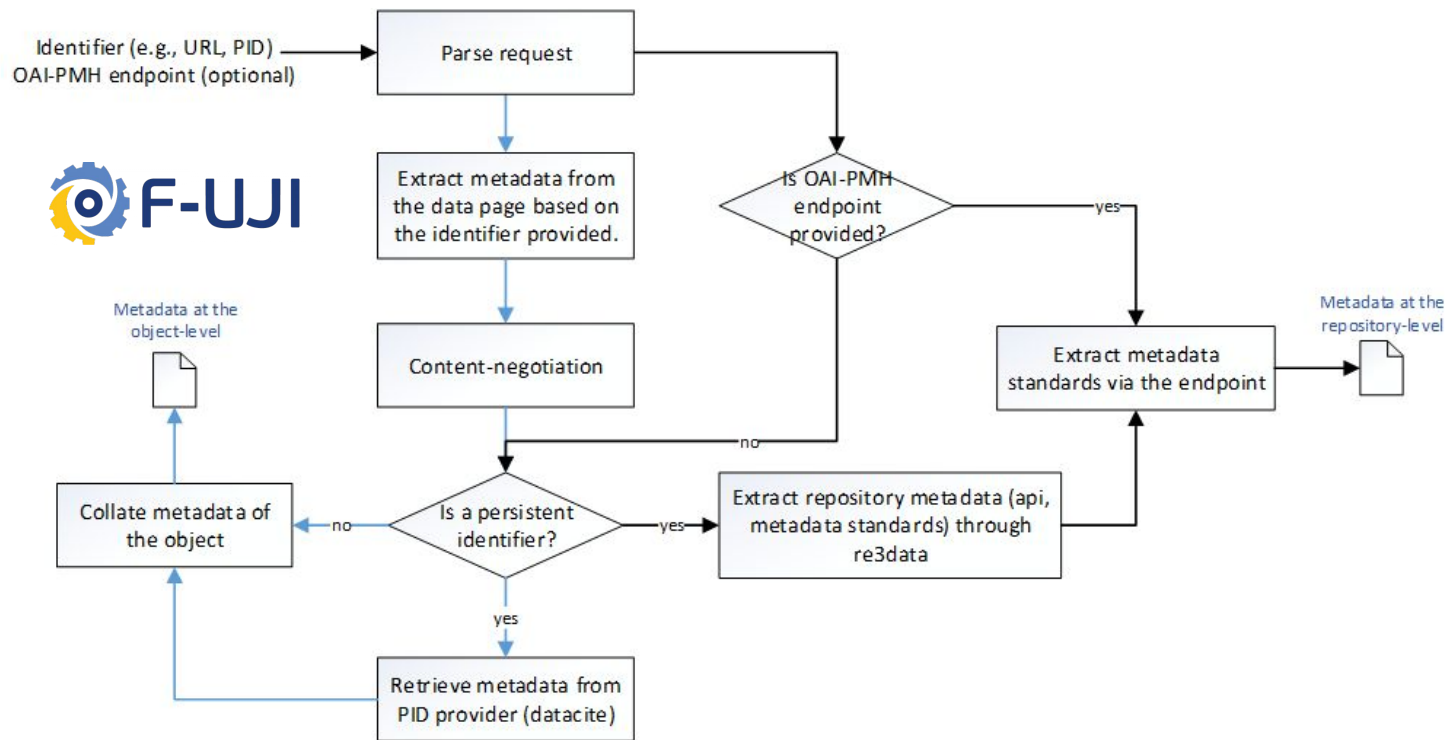 Identifier (e.g., URL, PID)
OAI-PMH endpoint (optional)
Parse request
F-UJI
Extract metadata from
the data page based on
the identifier provided.
Is OAI-PMH
endpoint
provided?
yes
Metadata at the
object-level
Content-negotiation
Extract metadata
standards via the endpoint
Metadata at the
repository-level
no
Collate metadata of
the object
no
Is a persistent
identifier?
yes
Extract repository metadata (api,
metadata standards) through
re3data
yes
Retrieve metadata from
PID provider (datacite)